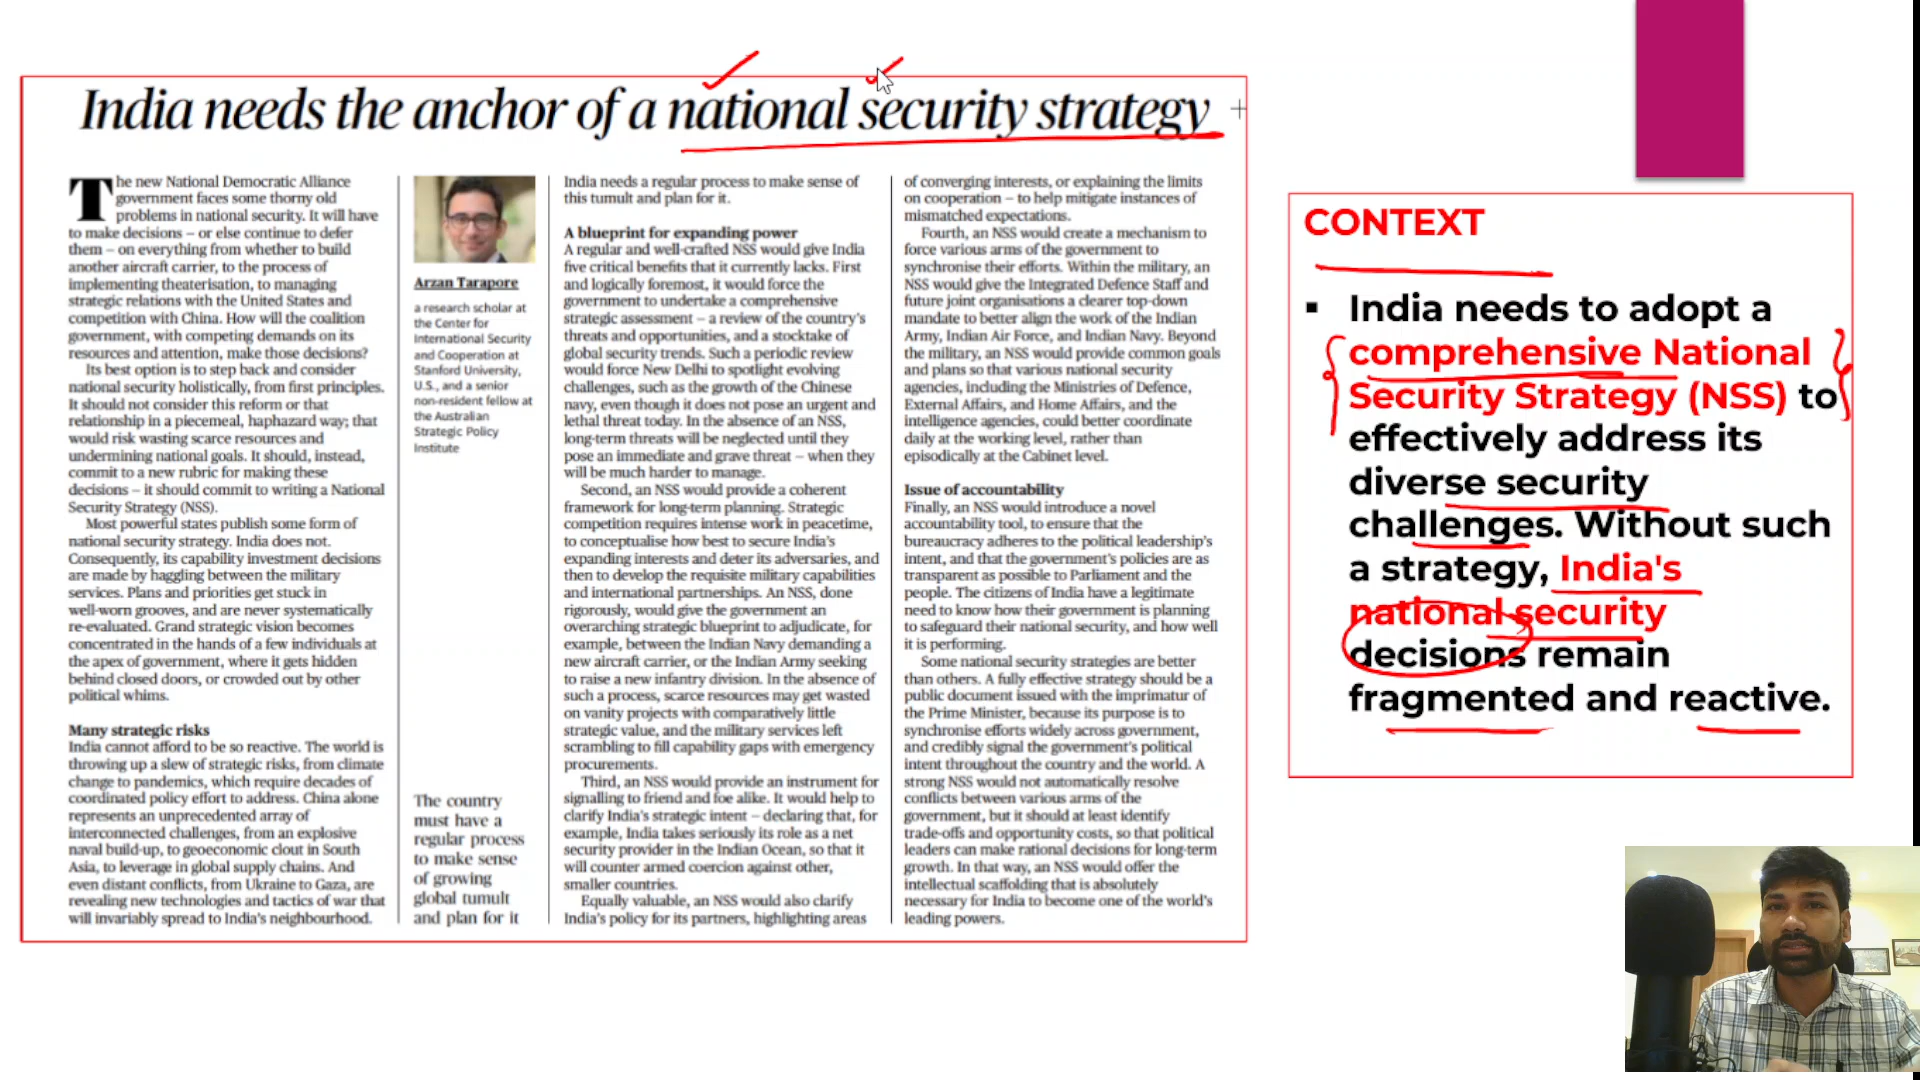 India needs the anchor of a national security strategy
The new National Democratic Alliance
government faces some thorny old
problems in national security. It will have
to make decisions – or else continue to defer
them – on everything from whether to build
another aircraft carrier, to the process of
implementing theaterisation, to managing
strategic relations with the United States and
competition with China. How will the coalition
government, with competing demands on its
resources and attention, make those decisions?
Its best option is to step back and consider
national security holistically, from first principles.
It should not consider this reform or that
relationship in a piecemeal, haphazard way; that
would risk wasting scarce resources and
undermining national goals. It should, instead,
commit to a new rubric for making these
decisions – it should commit to writing a National
Security Strategy (NSS).
Most powerful states publish some form of
national security strategy. India does not.
Consequently, its capability investment decisions
are made by haggling between the military
services. Plans and priorities get stuck in
well-worn grooves, and are never systematically
re-evaluated. Grand strategic vision becomes
concentrated in the hands of a few individuals at
the apex of government, where it gets hidden
behind closed doors, or crowded out by other
political whims.
Many strategic risks
India cannot afford to be so reactive. The world is
throwing up a slew of strategic risks, from climate
change to pandemics, which require decades of
coordinated policy effort to address. China alone
represents an unprecedented array of
interconnected challenges, from an explosive
naval build-up, to geoeconomic clout in South
Asia, to leverage in global supply chains. And
even distant conflicts, from Ukraine to Gaza, are
revealing new technologies and tactics of war that
will invariably spread to India's neighbourhood.
Arzan Tarapore
a research scholar at
the Center for
International Security
and Cooperation at
Stanford University,
U.S., and a senior
non-resident fellow at
the Australian
Strategic Policy
Institute
The country
must have a
regular process
to make sense
of growing
global tumult
and plan for it
India needs a regular process to make sense of
this tumult and plan for it.
A blueprint for expanding power
A regular and well-crafted NSS would give India
five critical benefits that it currently lacks. First
and logically foremost, it would force the
government to undertake a comprehensive
strategic assessment – a review of the country's
threats and opportunities, and a stocktake of
global security trends. Such a periodic review
would force New Delhi to spotlight evolving
challenges, such as the growth of the Chinese
navy, even though it does not pose an urgent and
lethal threat today. In the absence of an NSS,
long-term threats will be neglected until they
pose an immediate and grave threat – when they
will be much harder to manage.
Second, an NSS would provide a coherent
framework for long-term planning. Strategic
competition requires intense work in peacetime,
to conceptualise how best to secure India's
expanding interests and deter its adversaries, and
then to develop the requisite military capabilities
and international partnerships. An NSS, done
rigorously, would give the government an
overarching strategic blueprint to adjudicate, for
example, between the Indian Navy demanding a
new aircraft carrier, or the Indian Army seeking
to raise a new infantry division. In the absence of
such a process, scarce resources may get wasted
on vanity projects with comparatively little
strategic value, and the military services left
scrambling to fill capability gaps with emergency
procurements.
Third, an NSS would provide an instrument for
signalling to friend and foe alike. It would help to
clarify India's strategic intent – declaring that, for
example, India takes seriously its role as a net
security provider in the Indian Ocean, so that it
will counter armed coercion against other,
smaller countries.
Equally valuable, an NSS would also clarify
India's policy for its partners, highlighting areas
of converging interests, or explaining the limits
on cooperation – to help mitigate instances of
mismatched expectations.
Fourth, an NSS would create a mechanism to
force various arms of the government to
synchronise their efforts. Within the military, an
NSS would give the Integrated Defence Staff and
future joint organisations a clearer top-down
mandate to better align the work of the Indian
Army, Indian Air Force, and Indian Navy. Beyond
the military, an NSS would provide common goals
and plans so that various national security
agencies, including the Ministries of Defence,
External Affairs, and Home Affairs, and the
intelligence agencies, could better coordinate
daily at the working level, rather than
episodically at the Cabinet level.
Issue of accountability
Finally, an NSS would introduce a novel
accountability tool, to ensure that the
bureaucracy adheres to the political leadership's
intent, and that the government's policies are as
transparent as possible to Parliament and the
people. The citizens of India have a legitimate
need to know how their government is planning
to safeguard their national security, and how well
it is performing.
Some national security strategies are better
than others. A fully effective strategy should be a
public document issued with the imprimatur of
the Prime Minister, because its purpose is to
synchronise efforts widely across government,
and credibly signal the government's political
intent throughout the country and the world. A
strong NSS would not automatically resolve
conflicts between various arms of the
government, but it should at least identify
trade-offs and opportunity costs, so that political
leaders can make rational decisions for long-term
growth. In that way, an NSS would offer the
intellectual scaffolding that is absolutely
necessary for India to become one of the world's
leading powers.
CONTEXT
▪ India needs to adopt a
comprehensive National
Security Strategy (NSS) to
effectively address its
diverse security
challenges. Without such
a strategy, India's
national security
decisions remain
fragmented and reactive.